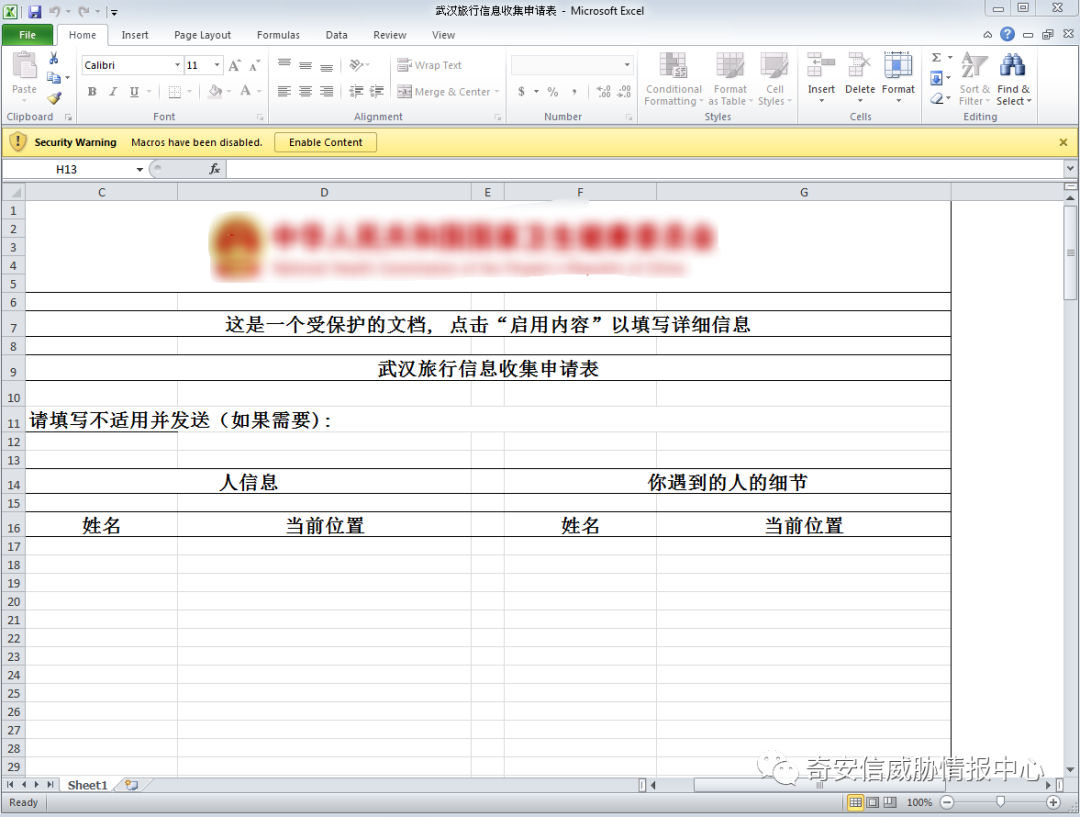 武汉旅行信息收集申请表 - Microsoft Excel
File Home Insert Page Layout Formulas Data Review View
Calibri 11 Wrap Text
Paste B I U Merge & Center $ % , Conditional Formatting Format as Table Cell Styles Insert Delete Format Sort & Filter Find & Select
Clipboard Font Alignment Number Styles Cells Editing
Security Warning Macros have been disabled. Enable Content
H13 fx
C D E F G
1
2
3
4
5
6
7 这是一个受保护的文档, 点击“启用内容”以填写详细信息
8
9 武汉旅行信息收集申请表
10
11 请填写不适用并发送（如果需要）:
12
13
14 人信息 你遇到的人的细节
15
16 姓名 当前位置 姓名 当前位置
17
18
19
20
21
22
23
24
25
26
27
28
29
奇安信威胁情报中心
Sheet1
Ready 100%